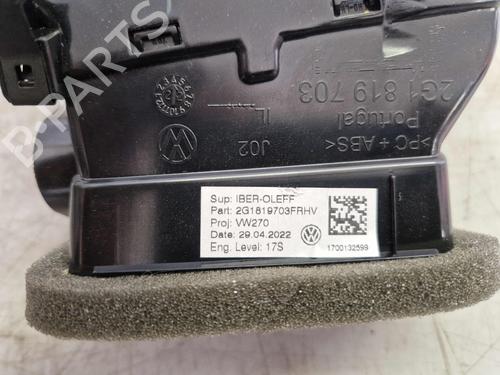 B-PARTS
2G1 819 703
Portugal
>PC + ABS<
IL
J02
Sup: IBER-OLEFF
Part: 2G1819703FRHV
Proj: VW270
Date: 29.04.2022
Eng. Level: 17S
1700132599